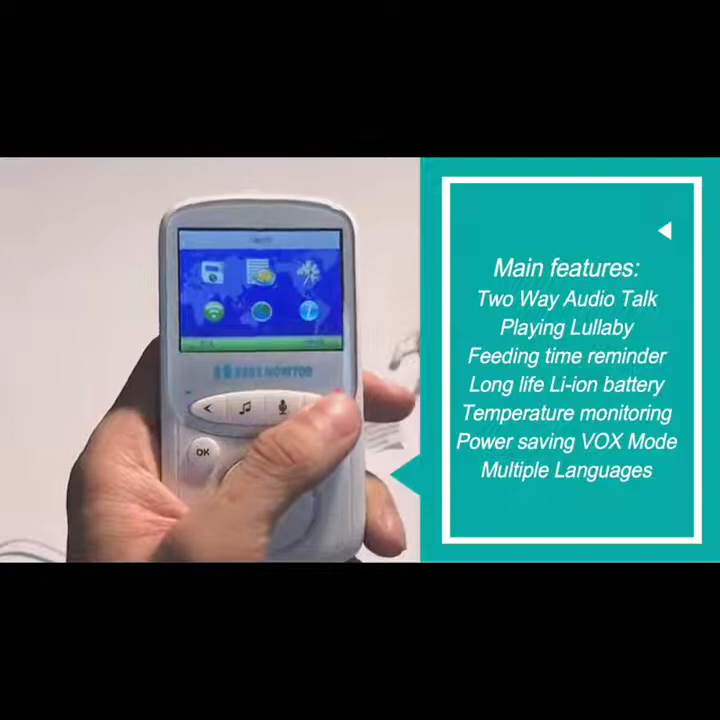 BABY MONITOR
OK
Main features:
Two Way Audio Talk
Playing Lullaby
Feeding time reminder
Long life Li-ion battery
Temperature monitoring
Power saving VOX Mode
Multiple Languages